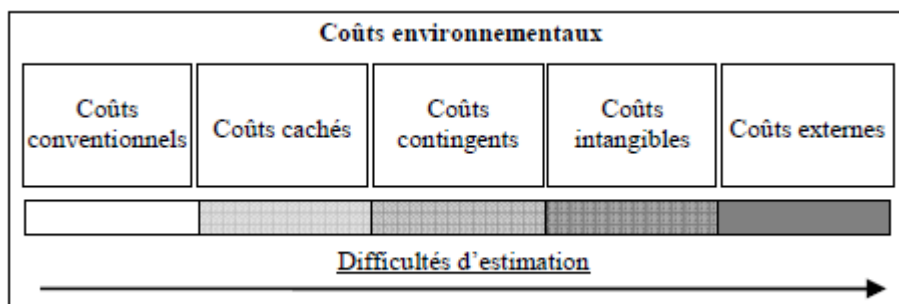 Coûts environnementaux
Coûts
conventionnels
Coûts cachés
Coûts
contingents
Coûts
intangibles
Coûts externes
Difficultés d'estimation